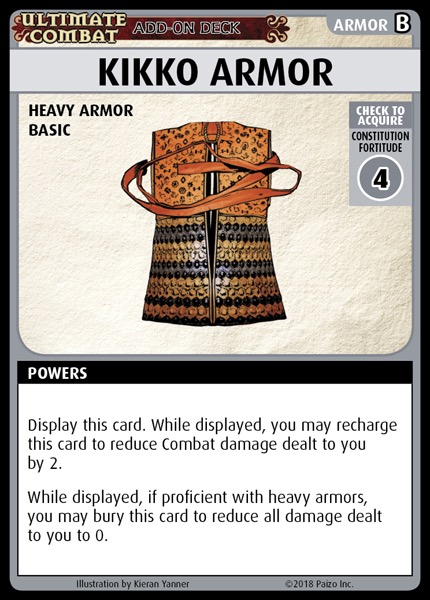 ULTIMATE
COMBAT
ADD-ON DECK
ARMOR B
KIKKO ARMOR
HEAVY ARMOR
BASIC
CHECK TO
ACQUIRE
CONSTITUTION
FORTITUDE
4
POWERS
Display this card. While displayed, you may recharge
this card to reduce Combat damage dealt to you
by 2.
While displayed, if proficient with heavy armors,
you may bury this card to reduce all damage dealt
to you to 0.
Illustration by Kieran Yanner
©2018 Paizo Inc.